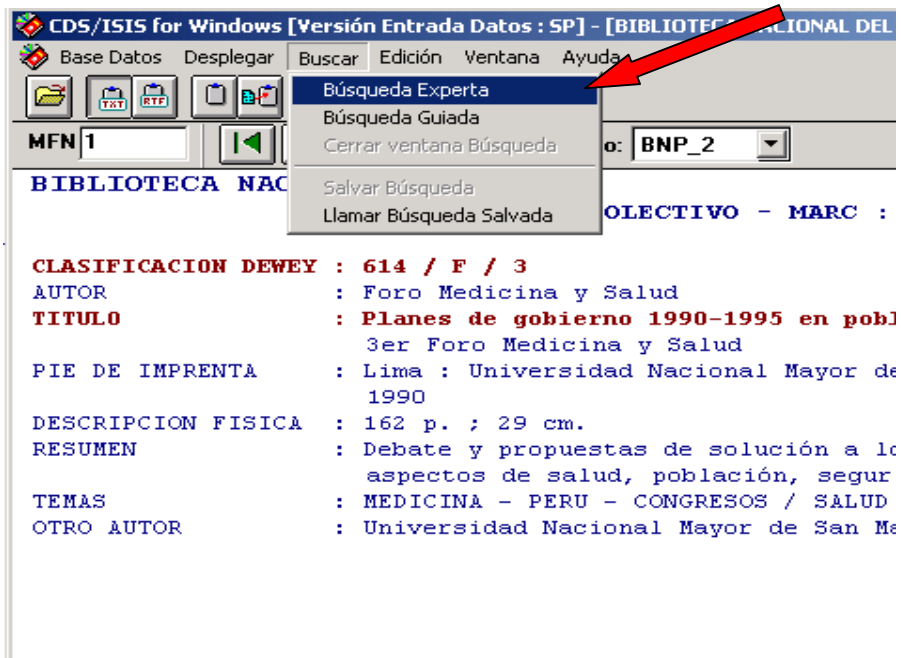 CDS/ISIS for Windows [Versión Entrada Datos : SP] - [BIBLIOTECA NACIONAL DEL
Base Datos Desplegar Buscar Edición Ventana Ayuda
TXT RTF
Búsqueda Experta
Búsqueda Guiada
Cerrar ventana Búsqueda
Salvar Búsqueda
Llamar Búsqueda Salvada
MFN 1 o: BNP_2
BIBLIOTECA NAC
OLECTIVO - MARC :
CLASIFICACION DEWEY : 614 / F / 3
AUTOR : Foro Medicina y Salud
TITULO : Planes de gobierno 1990-1995 en pobl
3er Foro Medicina y Salud
PIE DE IMPRENTA : Lima : Universidad Nacional Mayor de
1990
DESCRIPCION FISICA : 162 p. ; 29 cm.
RESUMEN : Debate y propuestas de solución a lo
aspectos de salud, población, segur
TEMAS : MEDICINA - PERU - CONGRESOS / SALUD
OTRO AUTOR : Universidad Nacional Mayor de San Ma